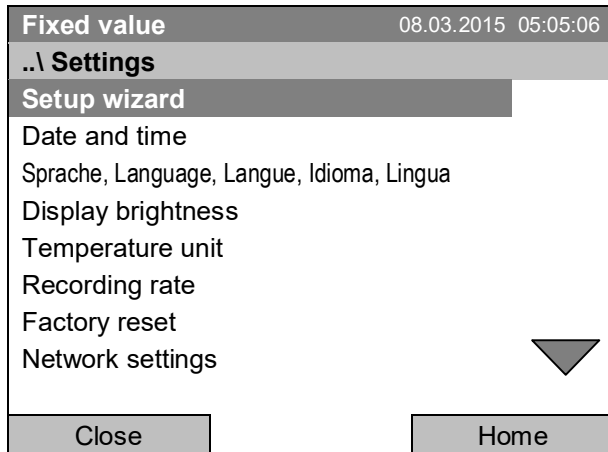 Fixed value 08.03.2015 05:05:06
..\ Settings
Setup wizard
Date and time
Sprache, Language, Langue, Idioma, Lingua
Display brightness
Temperature unit
Recording rate
Factory reset
Network settings
Close Home